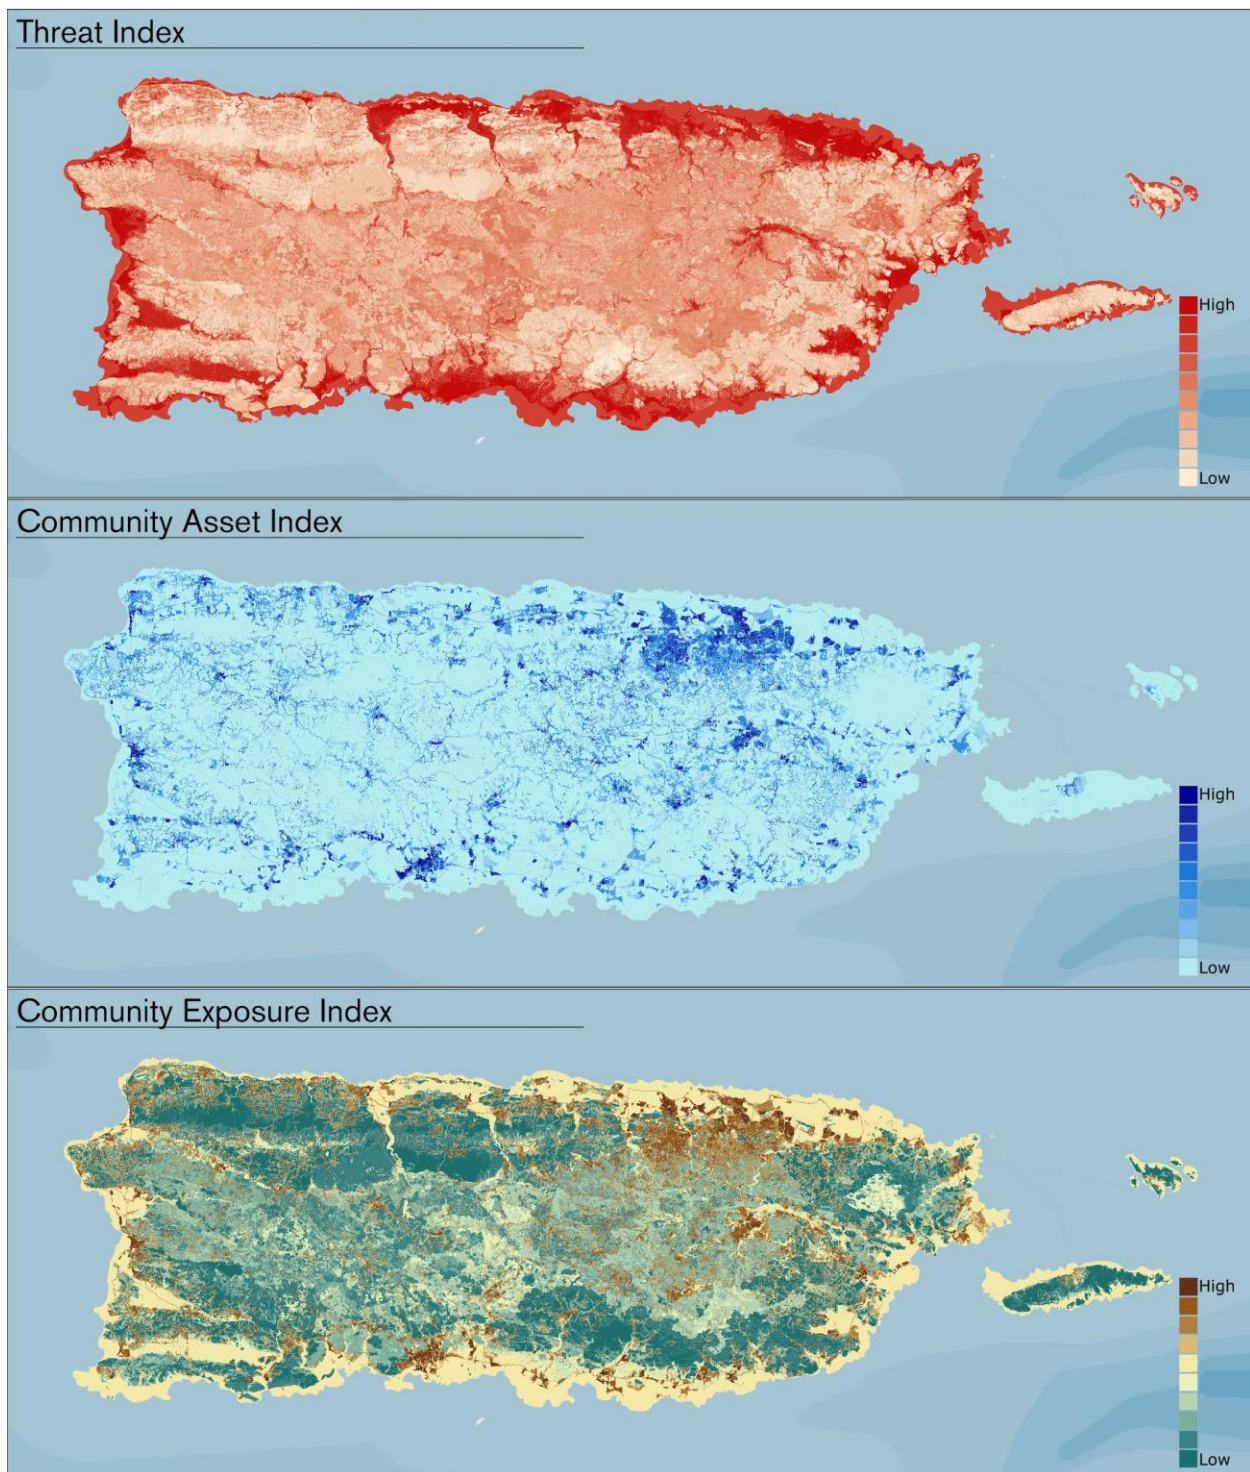 Threat Index
High
Low
Community Asset Index
High
Low
Community Exposure Index
High
Low